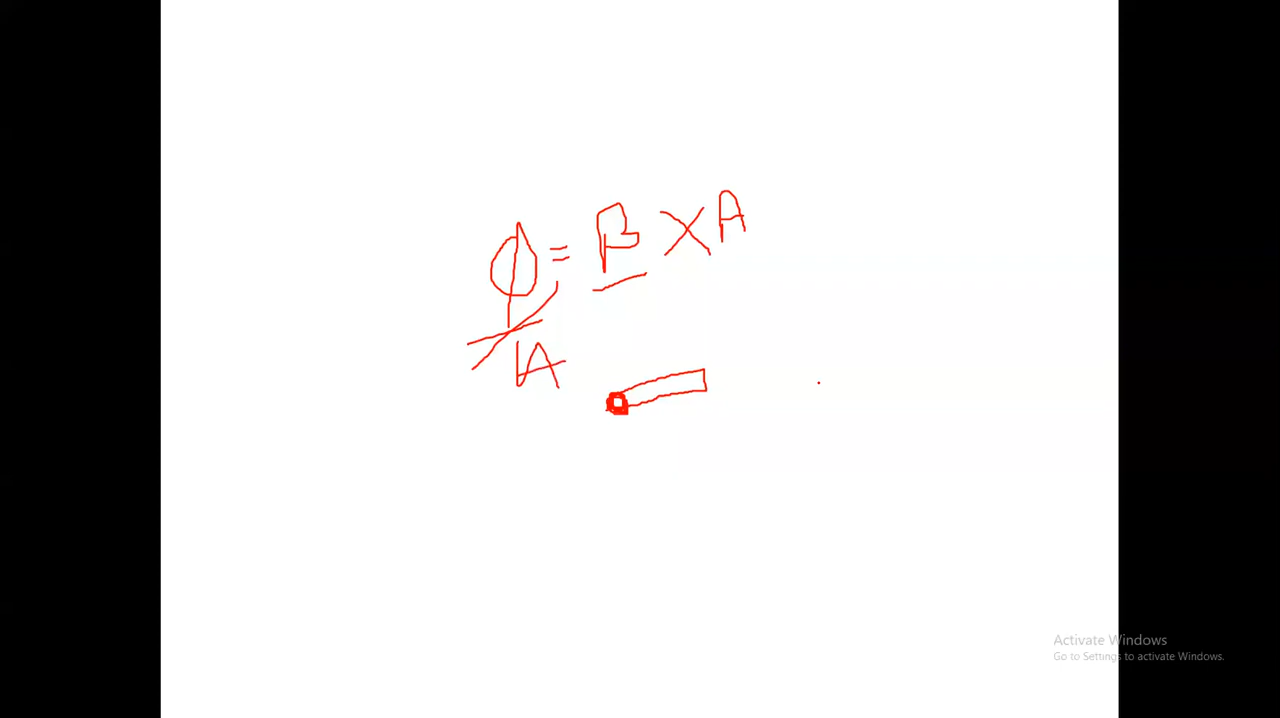 ϕ = B X A
A
Activate Windows
Go to Settings to activate Windows.